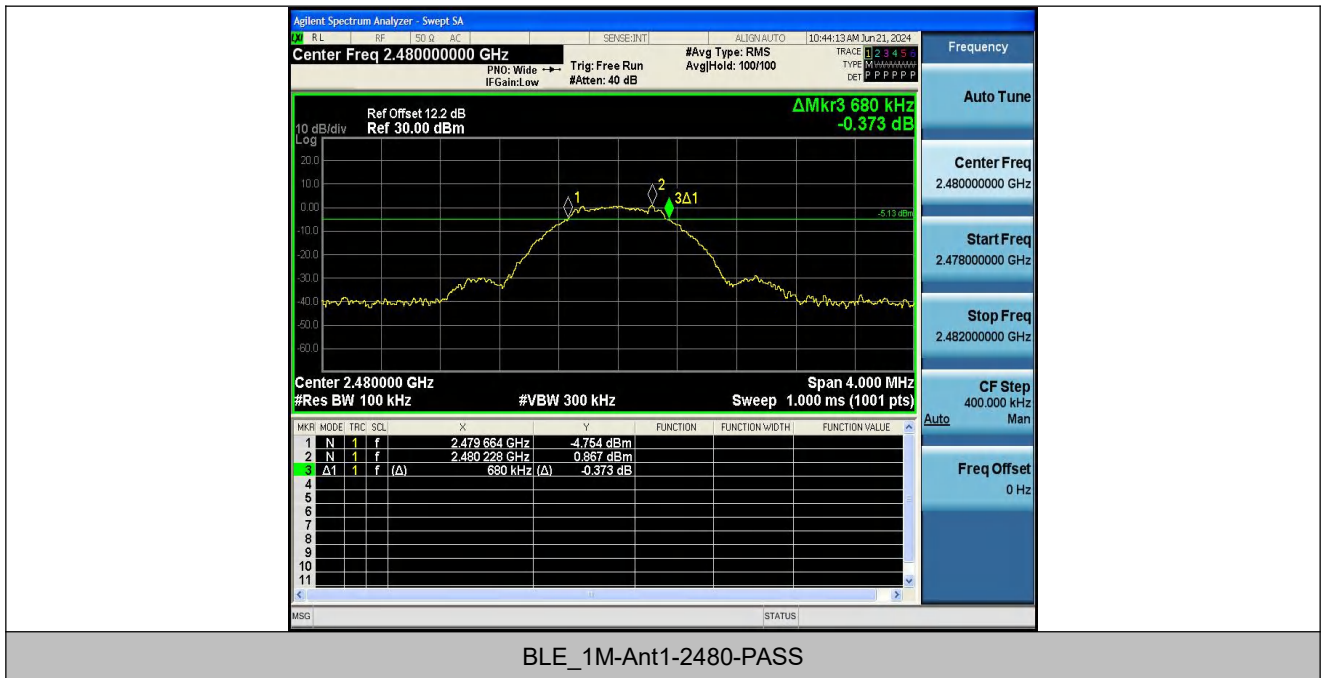 Agilent Spectrum Analyzer - Swept SA
LXI RL RF 50 Ω AC SENSE:INT ALIGN AUTO 10:44:13 AM Jun 21, 2024
Center Freq 2.480000000 GHz
PNO: Wide
IFGain:Low
Trig: Free Run
#Atten: 40 dB
#Avg Type: RMS
Avg|Hold: 100/100
TRACE 1 2 3 4 5 6
TYPE M
DET P P P P P P
ΔMkr3 680 kHz
-0.373 dB
Ref Offset 12.2 dB
10 dB/div Ref 30.00 dBm
Log
20.0
10.0
0.00
-10.0
-20.0
-30.0
-40.0
-50.0
-60.0
1
2
3Δ1
-5.13 dBm
Center 2.480000 GHz Span 4.000 MHz
#Res BW 100 kHz #VBW 300 kHz Sweep 1.000 ms (1001 pts)
MKR MODE TRC SCL X Y FUNCTION FUNCTION WIDTH FUNCTION VALUE
1 N 1 f 2.479 664 GHz -4.754 dBm
2 N 1 f 2.480 228 GHz 0.867 dBm
3 Δ1 1 f (Δ) 680 kHz (Δ) -0.373 dB
4
5
6
7
8
9
10
11
MSG STATUS
Frequency
Auto Tune
Center Freq
2.480000000 GHz
Start Freq
2.478000000 GHz
Stop Freq
2.482000000 GHz
CF Step
400.000 kHz
Auto Man
Freq Offset
0 Hz
BLE_1M-Ant1-2480-PASS